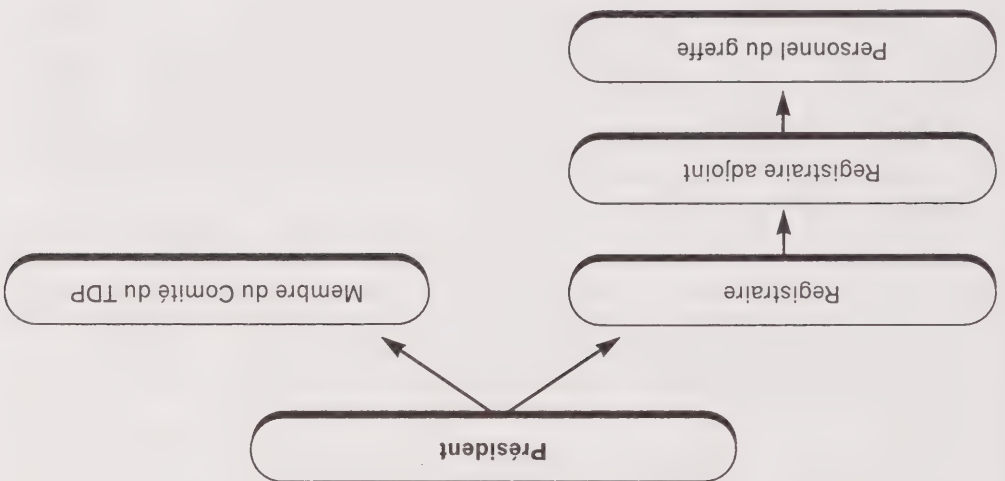 Président
Registraire
Membre du Comité du TDP
Registraire adjoint
Personnel du greffe